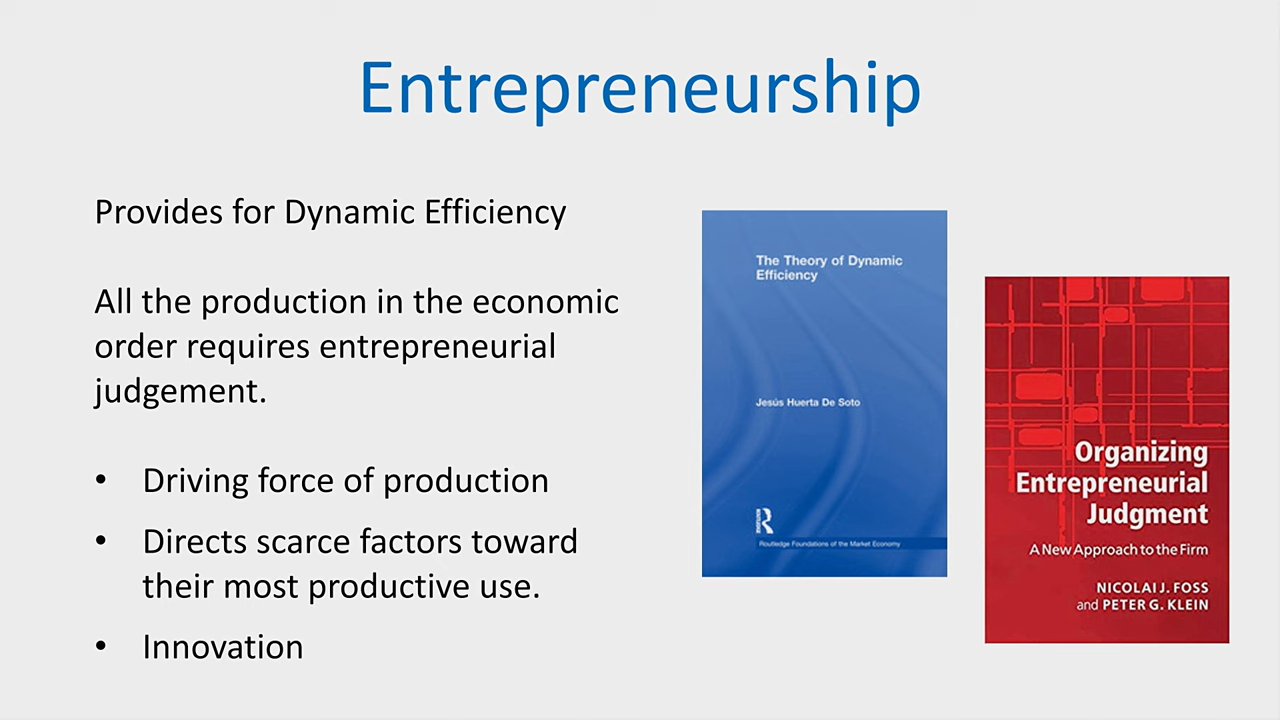 Entrepreneurship
Provides for Dynamic Efficiency
All the production in the economic
order requires entrepreneurial
judgement.
• Driving force of production
• Directs scarce factors toward
their most productive use.
• Innovation
The Theory of Dynamic
Efficiency
Jesús Huerta De Soto
R
Routledge Foundations of the Market Economy
Organizing
Entrepreneurial
Judgment
A New Approach to the Firm
NICOLAI J. FOSS
and PETER G. KLEIN